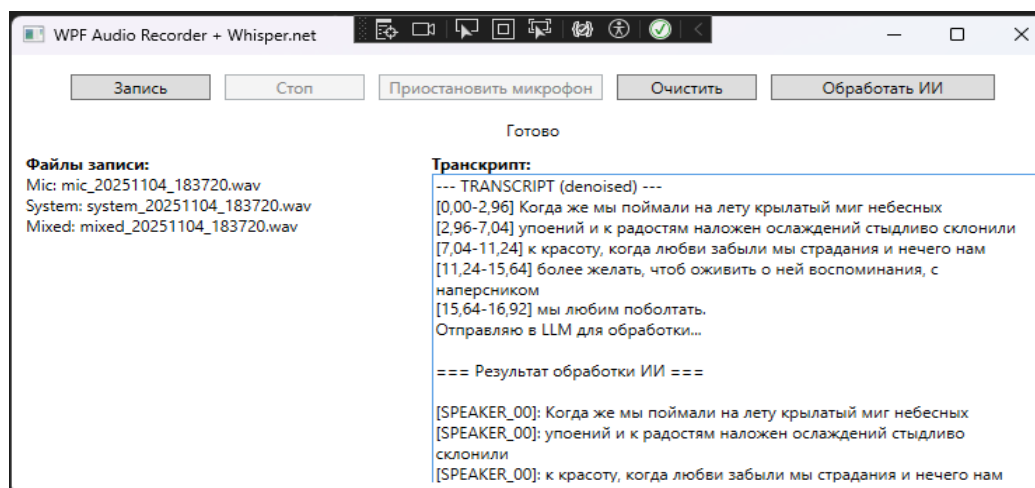 WPF Audio Recorder + Whisper.net
Запись
Стоп
Приостановить микрофон
Очистить
Обработать ИИ
Готово
Файлы записи:
Mic: mic_20251104_183720.wav
System: system_20251104_183720.wav
Mixed: mixed_20251104_183720.wav
Транскрипт:
--- TRANSCRIPT (denoised) ---
[0,00-2,96] Когда же мы поймали на лету крылатый миг небесных
[2,96-7,04] упоений и к радостям наложен ослаждений стыдливо склонили
[7,04-11,24] к красоту, когда любви забыли мы страдания и нечего нам
[11,24-15,64] более желать, чтоб оживить о ней воспоминания, с
наперсником
[15,64-16,92] мы любим поболтать.
Отправляю в LLM для обработки...
=== Результат обработки ИИ ===
[SPEAKER_00]: Когда же мы поймали на лету крылатый миг небесных
[SPEAKER_00]: упоений и к радостям наложен ослаждений стыдливо
склонили
[SPEAKER_00]: к красоту, когда любви забыли мы страдания и нечего нам